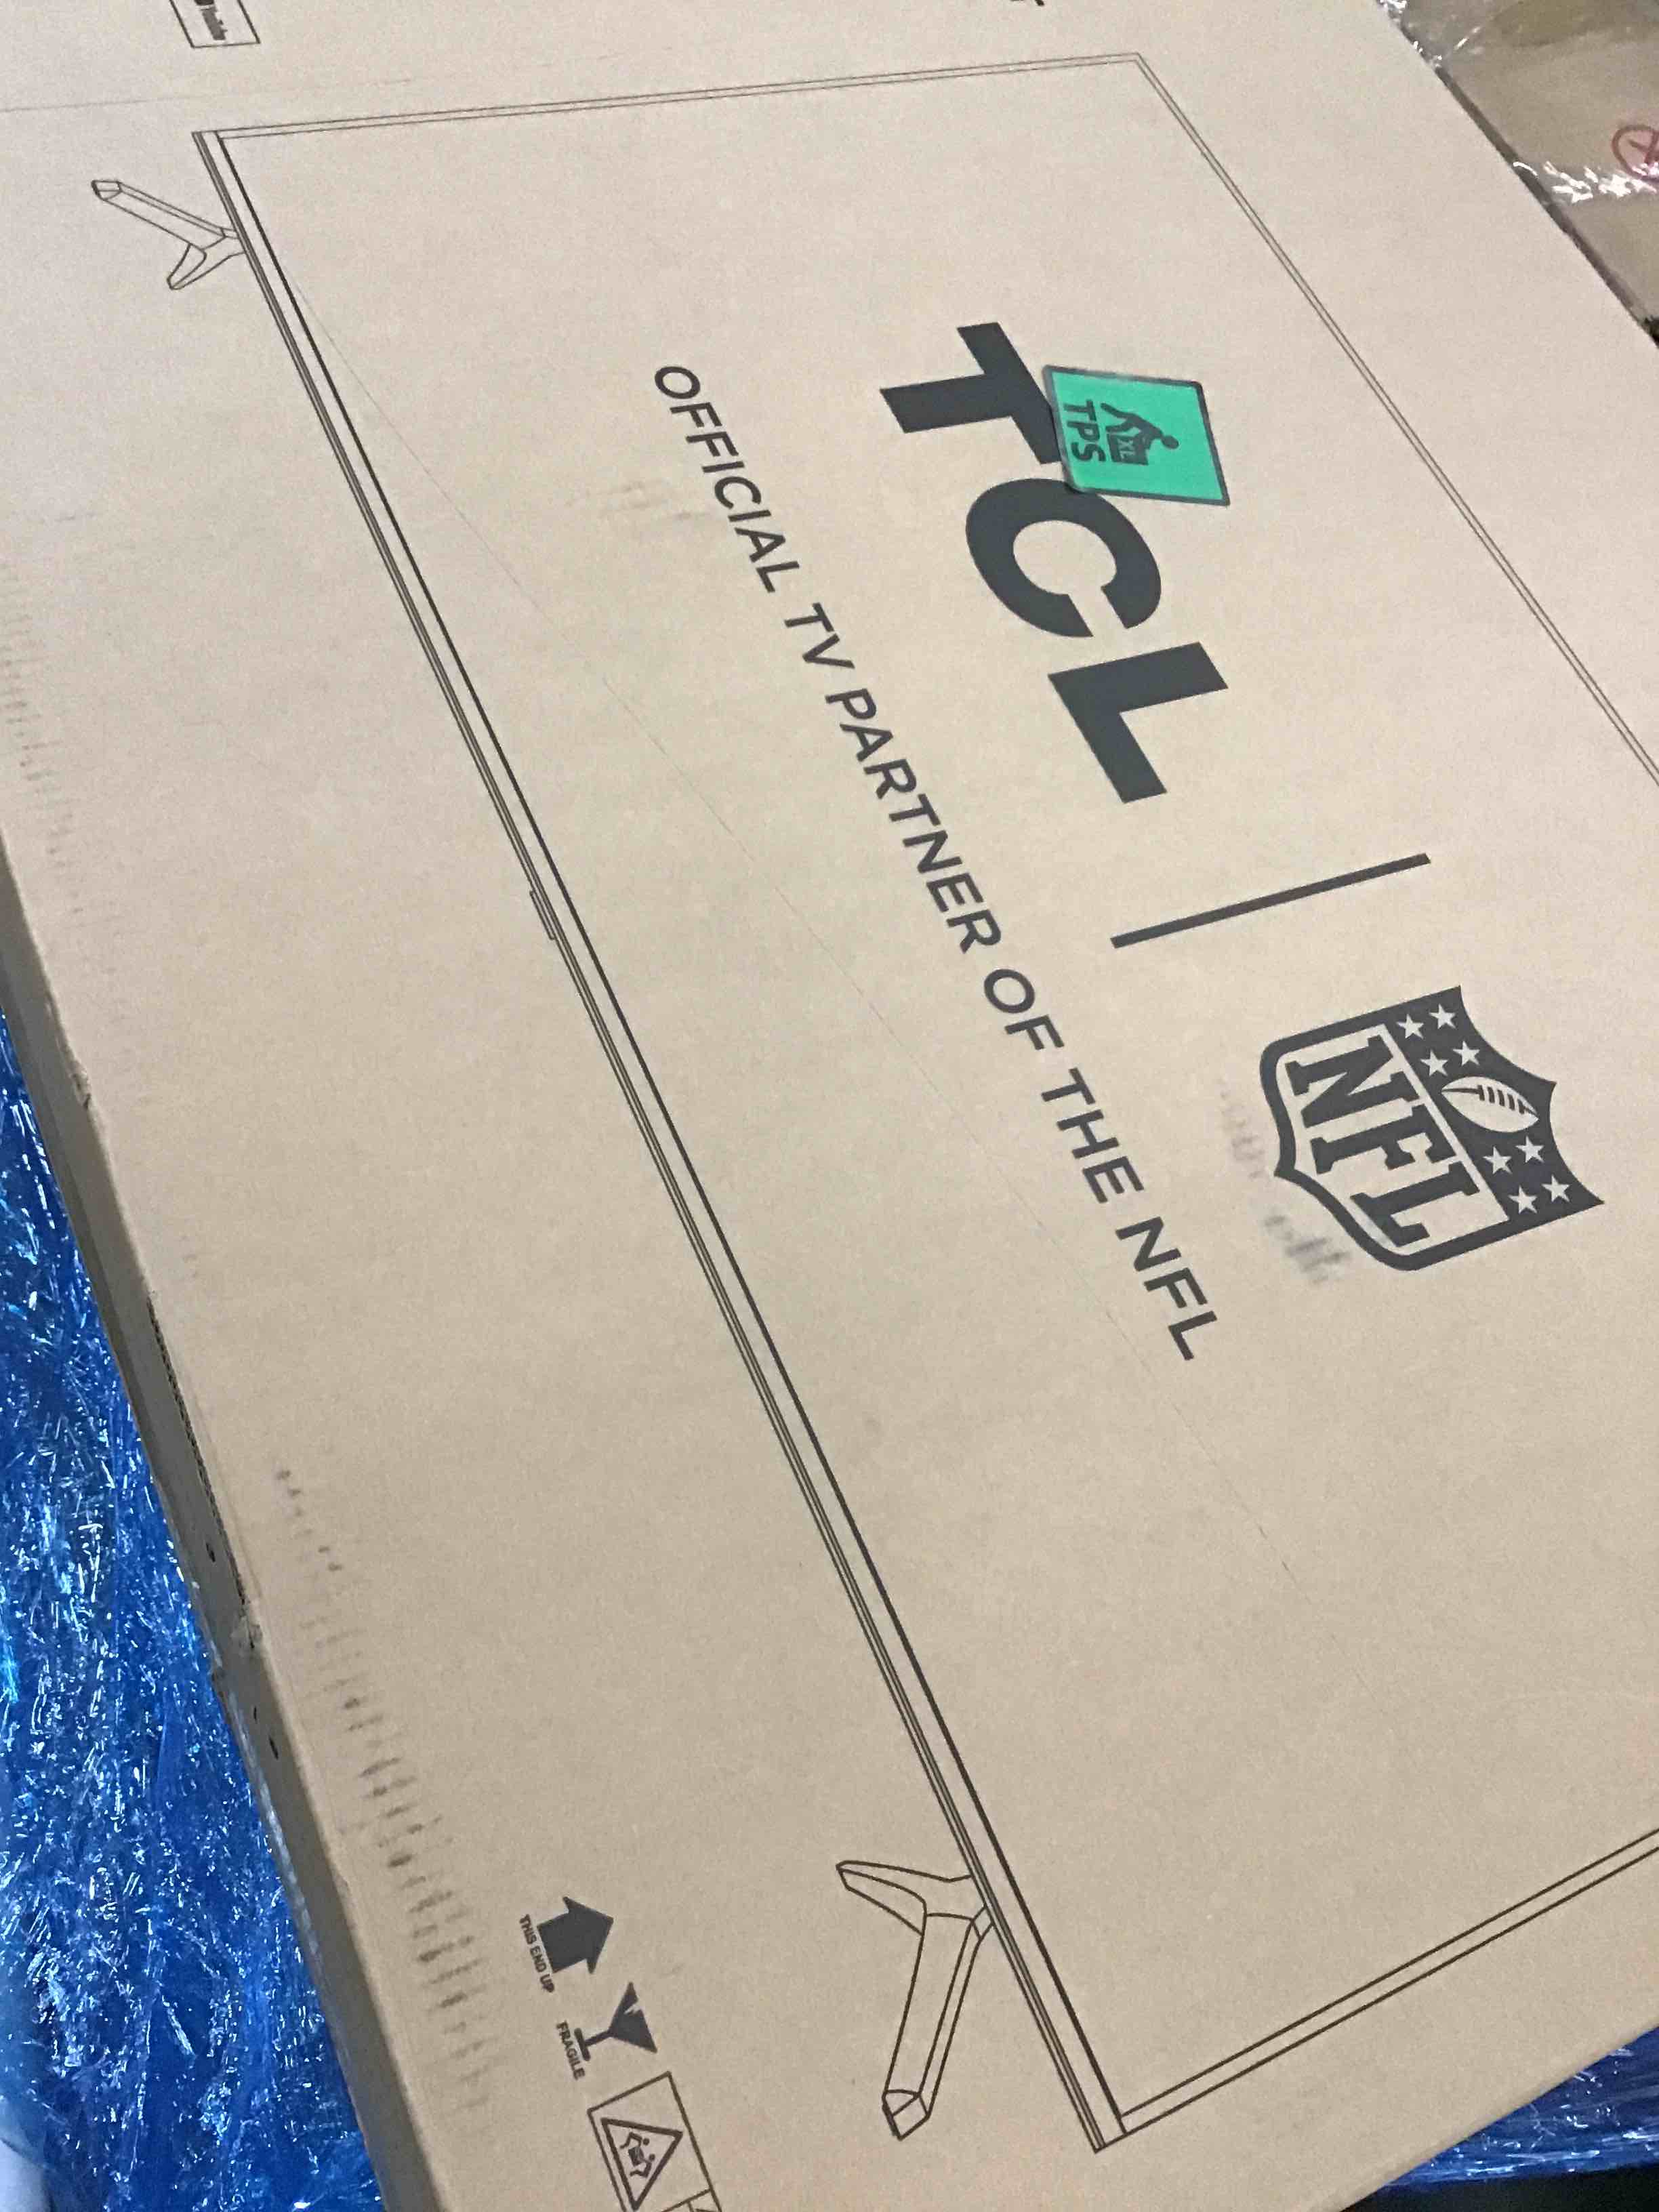 TCL
XL
TPS
NFL
OFFICIAL TV PARTNER OF THE NFL
THIS END UP
FRAGILE